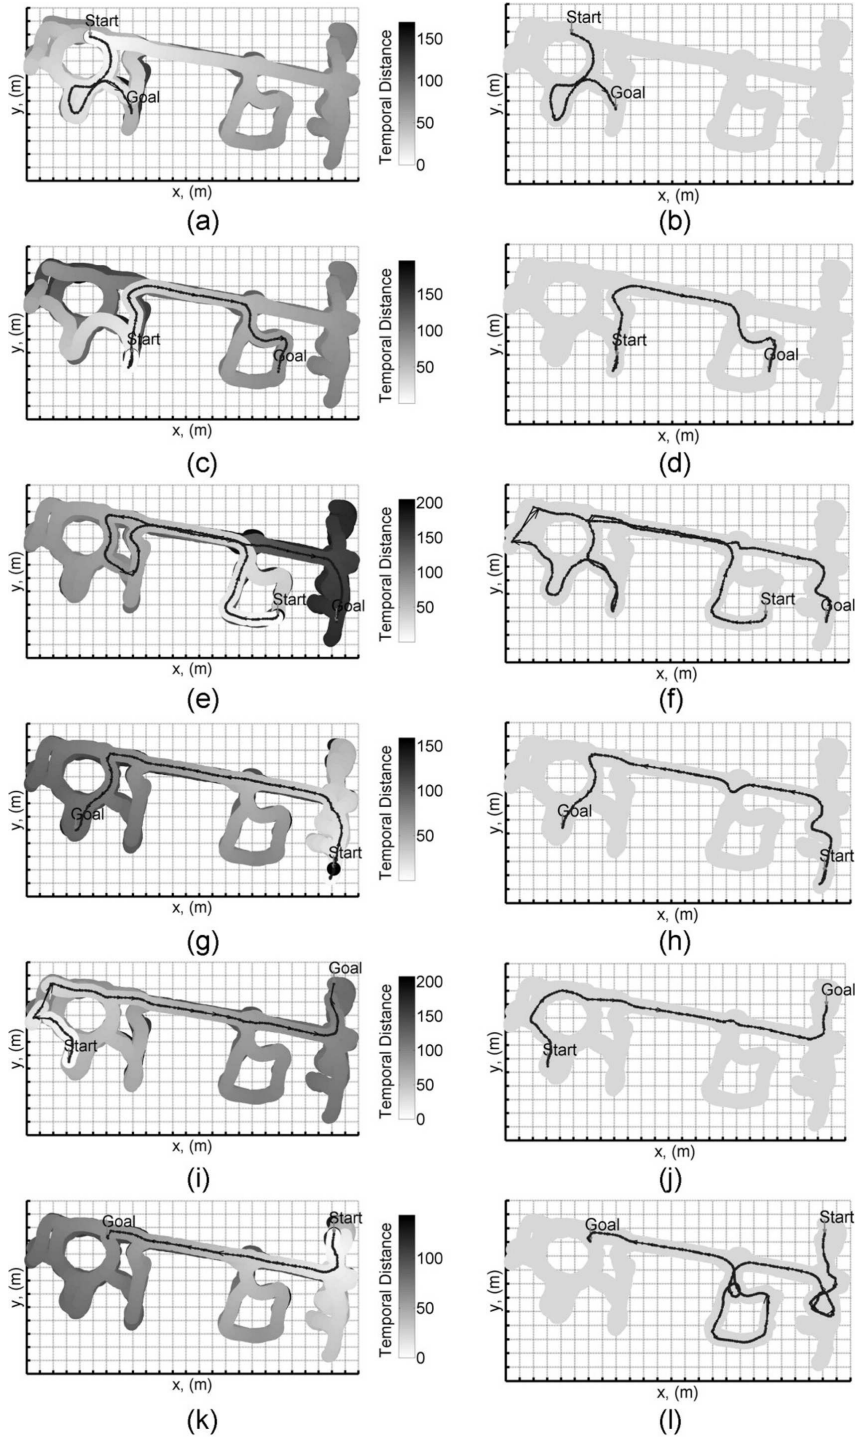 Start
Goal
150
100
50
0
Temporal Distance
y, (m)
x, (m)
(a)
Start
Goal
y, (m)
x, (m)
(b)
Start
Goal
150
100
50
Temporal Distance
y, (m)
x, (m)
(c)
Start
Goal
y, (m)
x, (m)
(d)
Start
Goal
200
150
100
50
Temporal Distance
y, (m)
x, (m)
(e)
Start
Goal
y, (m)
x, (m)
(f)
Goal
Start
150
100
50
Temporal Distance
y, (m)
x, (m)
(g)
Goal
Start
y, (m)
x, (m)
(h)
Goal
Start
200
150
100
50
0
Temporal Distance
y, (m)
x, (m)
(i)
Goal
Start
y, (m)
x, (m)
(j)
Goal
Start
100
50
0
Temporal Distance
y, (m)
x, (m)
(k)
Goal
Start
y, (m)
x, (m)
(l)